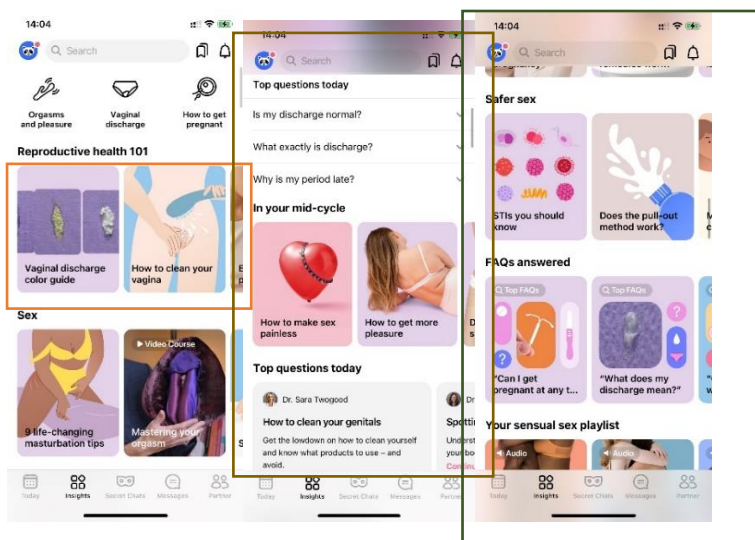 14:04
Search
Orgasms
and pleasure
Vaginal
discharge
How to get
pregnant
Reproductive health 101
Vaginal discharge
color guide
How to clean your
vagina
Sex
9 life-changing
masturbation tips
Video Course
Mastering your
orgasm
Today
Insights
Secret Chats
Messages
Partner
14:04
Search
Top questions today
Is my discharge normal?
What exactly is discharge?
Why is my period late?
In your mid-cycle
How to make sex
painless
How to get more
pleasure
Top questions today
Dr. Sara Twogood
How to clean your genitals
Get the lowdown on how to clean yourself
and know what products to use – and
avoid.
Dr
Spotti
Underst
your bo
Continu
Today
Insights
Secret Chats
Messages
Partner
14:04
Search
Safer sex
STIs you should
know
Does the pull-out
method work?
FAQs answered
Top FAQs
"Can I get
pregnant at any t...
Top FAQs
"What does my
discharge mean?"
Your sensual sex playlist
Audio
Audio
Today
Insights
Secret Chats
Messages
Partner